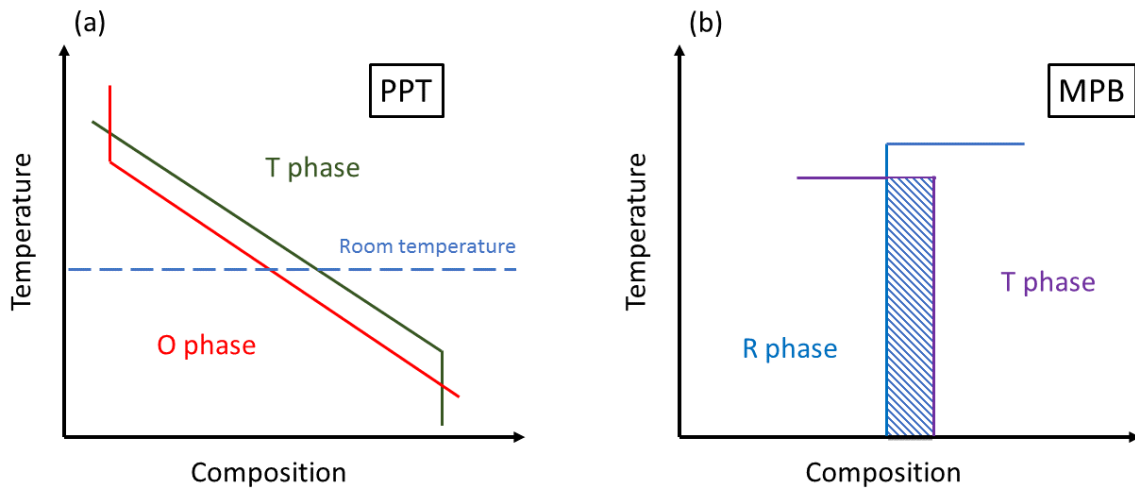 (a)
PPT
T phase
Room temperature
O phase
Temperature
Composition
(b)
MPB
T phase
R phase
Temperature
Composition